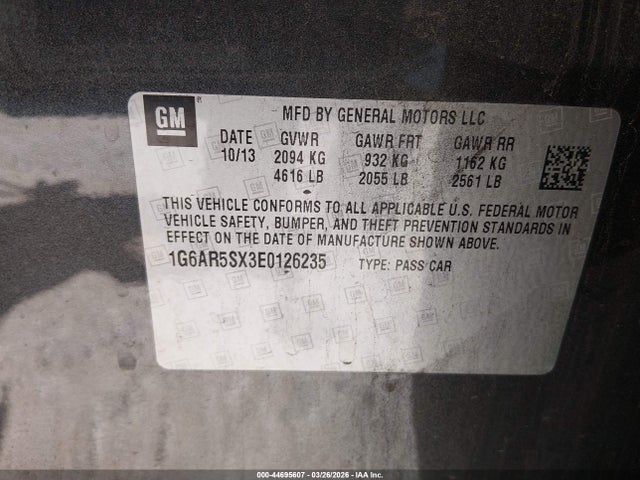 GM
MFD BY GENERAL MOTORS LLC
DATE GVWR GAWR FRT GAWR RR
10/13 2094 KG 932 KG 1162 KG
4616 LB 2055 LB 2561 LB
THIS VEHICLE CONFORMS TO ALL APPLICABLE U.S. FEDERAL MOTOR
VEHICLE SAFETY, BUMPER, AND THEFT PREVENTION STANDARDS IN
EFFECT ON THE DATE OF MANUFACTURE SHOWN ABOVE.
1G6AR5SX3E0126235 TYPE: PASS CAR
000-44695607 - 03/26/2026 - IAA Inc.